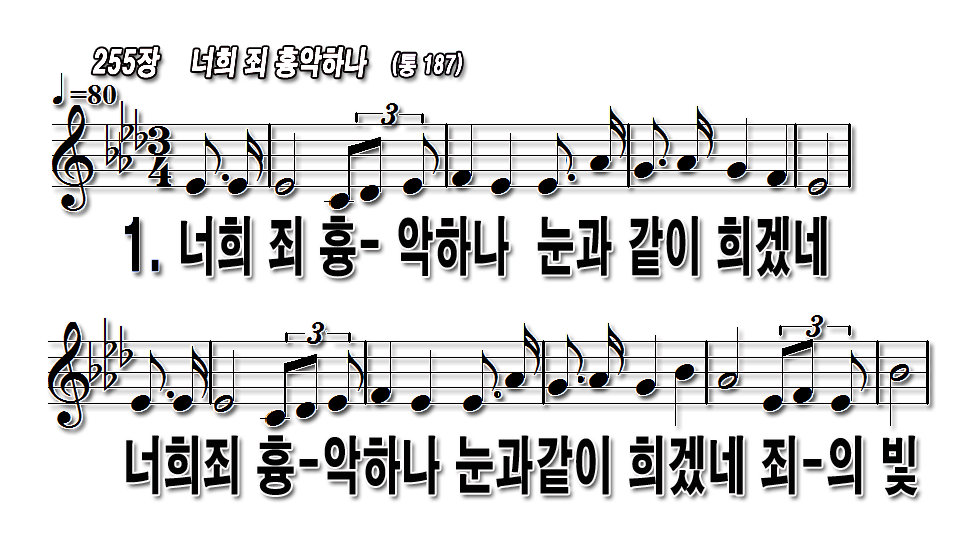 255장 너희 죄 흉악하나 (통 187)
♩=80
3
3
4
1. 너희 죄 흉- 악하나 눈과 같이 희겠네
3 3
너희죄 흉-악하나 눈과같이 희겠네 죄-의 빛